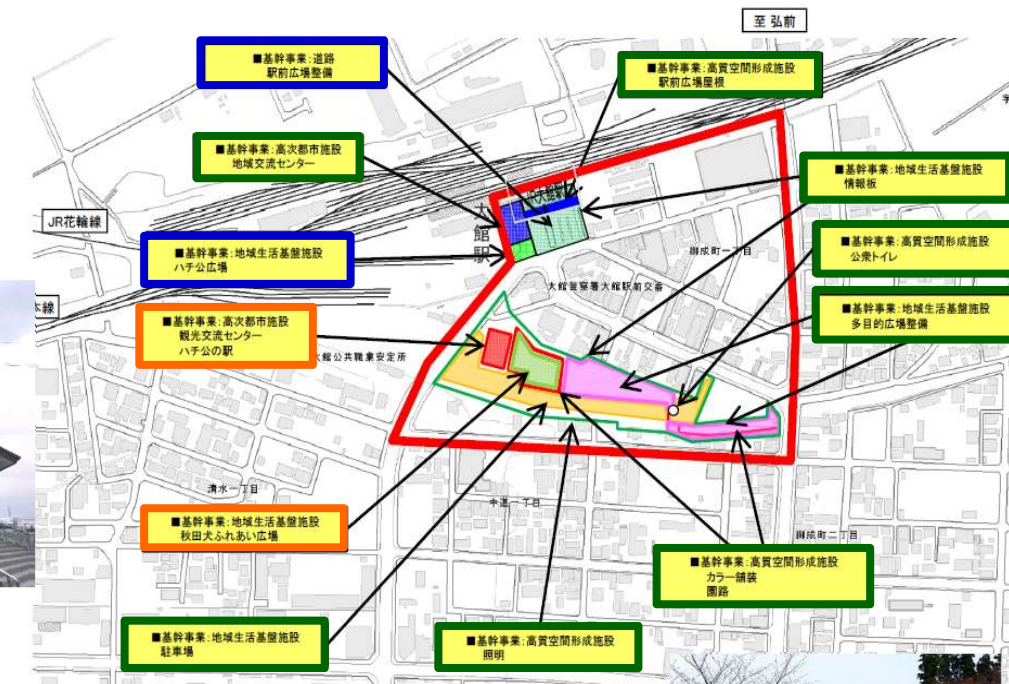 至 弘前
■基幹事業:道路
駅前広場整備
■基幹事業:高質空間形成施設
駅前広場屋根
■基幹事業:高次都市施設
地域交流センター
■基幹事業:地域生活基盤施設
情報板
JR花輪線
JR大館駅
大館駅
御成町一丁目
■基幹事業:高質空間形成施設
公衆トイレ
■基幹事業:地域生活基盤施設
ハチ公広場
大館警察署大館駅前交番
本線
■基幹事業:地域生活基盤施設
多目的広場整備
■基幹事業:高次都市施設
観光交流センター
ハチ公の駅
館公共職業安定所
清水一丁目
中道一丁目
■基幹事業:地域生活基盤施設
秋田犬ふれあい広場
御成町二丁目
■基幹事業:高質空間形成施設
カラー舗装
園路
■基幹事業:地域生活基盤施設
駐車場
■基幹事業:高質空間形成施設
照明